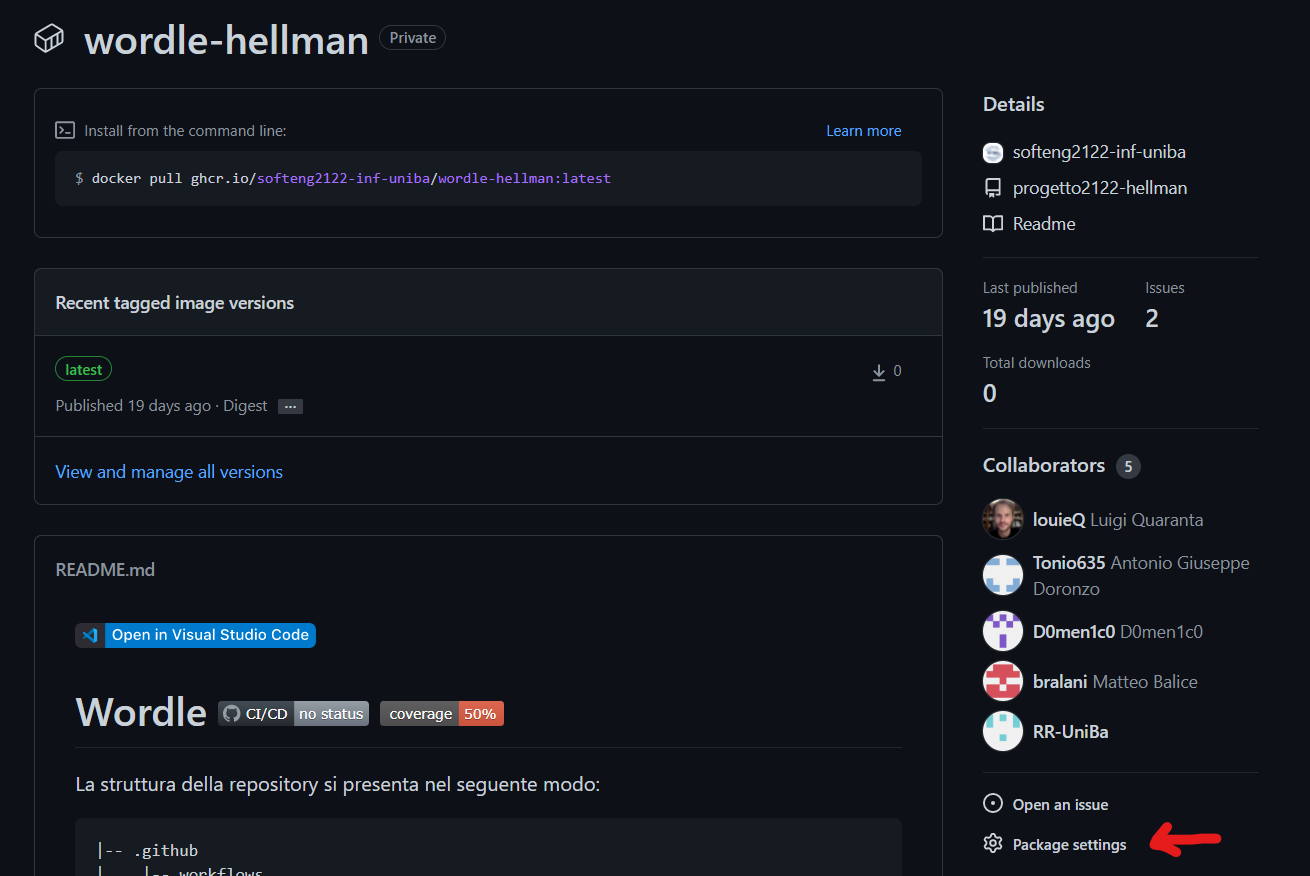 wordle-hellman Private
Install from the command line:
Learn more
$ docker pull ghcr.io/softeng2122-inf-uniba/wordle-hellman:latest
Recent tagged image versions
latest
0
Published 19 days ago · Digest ...
View and manage all versions
README.md
Open in Visual Studio Code
Wordle CI/CD no status coverage 50%
La struttura della repository si presenta nel seguente modo:
|-- .github
|   |-- workflows
Details
softeng2122-inf-uniba
progetto2122-hellman
Readme
Last published Issues
19 days ago 2
Total downloads
0
Collaborators 5
louieQ Luigi Quaranta
Tonio635 Antonio Giuseppe
Doronzo
D0men1c0 D0men1c0
bralani Matteo Balice
RR-UniBa
Open an issue
Package settings